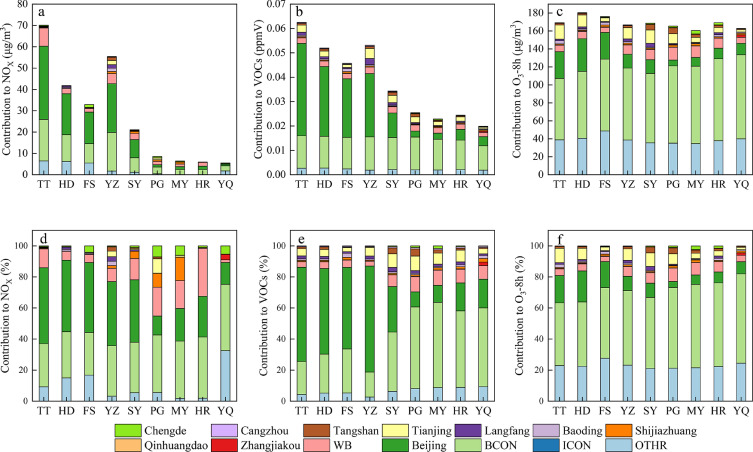 a
Contribution to NOX (μg/m³)
80
70
60
50
40
30
20
10
0
TT HD FS YZ SY PG MY HR YQ
b
Contribution to VOCs (ppmV)
0.07
0.06
0.05
0.04
0.03
0.02
0.01
0.00
TT HD FS YZ SY PG MY HR YQ
c
Contribution to O3-8h (μg/m³)
180
160
140
120
100
80
60
40
20
0
TT HD FS YZ SY PG MY HR YQ
d
Contribution to NOX (%)
100
80
60
40
20
0
TT HD FS YZ SY PG MY HR YQ
e
Contribution to VOCs (%)
100
80
60
40
20
0
TT HD FS YZ SY PG MY HR YQ
f
Contribution to O3-8h (%)
100
80
60
40
20
0
TT HD FS YZ SY PG MY HR YQ
Chengde Cangzhou Tangshan Tianjing Langfang Baoding Shijiazhuang
Qinhuangdao Zhangjiakou WB Beijing BCON ICON OTHR